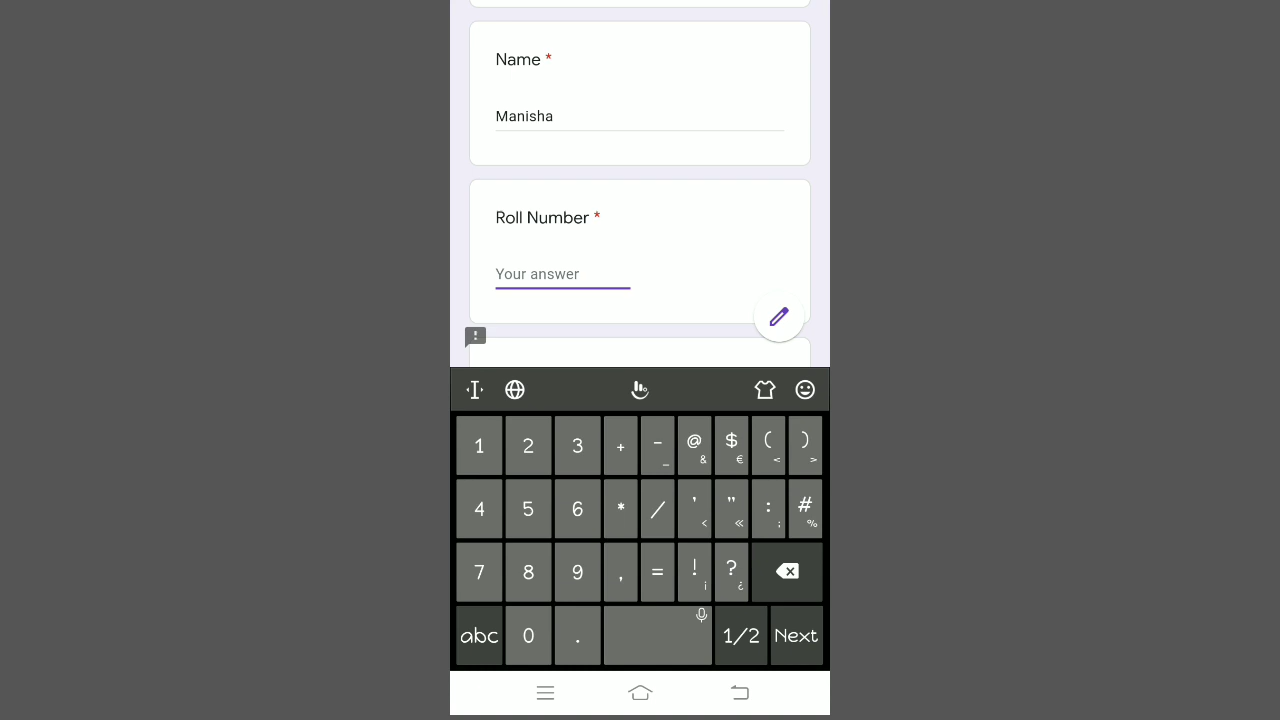 Name *
Manisha
Roll Number *
Your answer
1 2 3 + - _ @ & $ € ( < ) >
4 5 6 * / ' < " « : ; # %
7 8 9 , = ! ¡ ? ¿
abc 0 . 1/2 Next